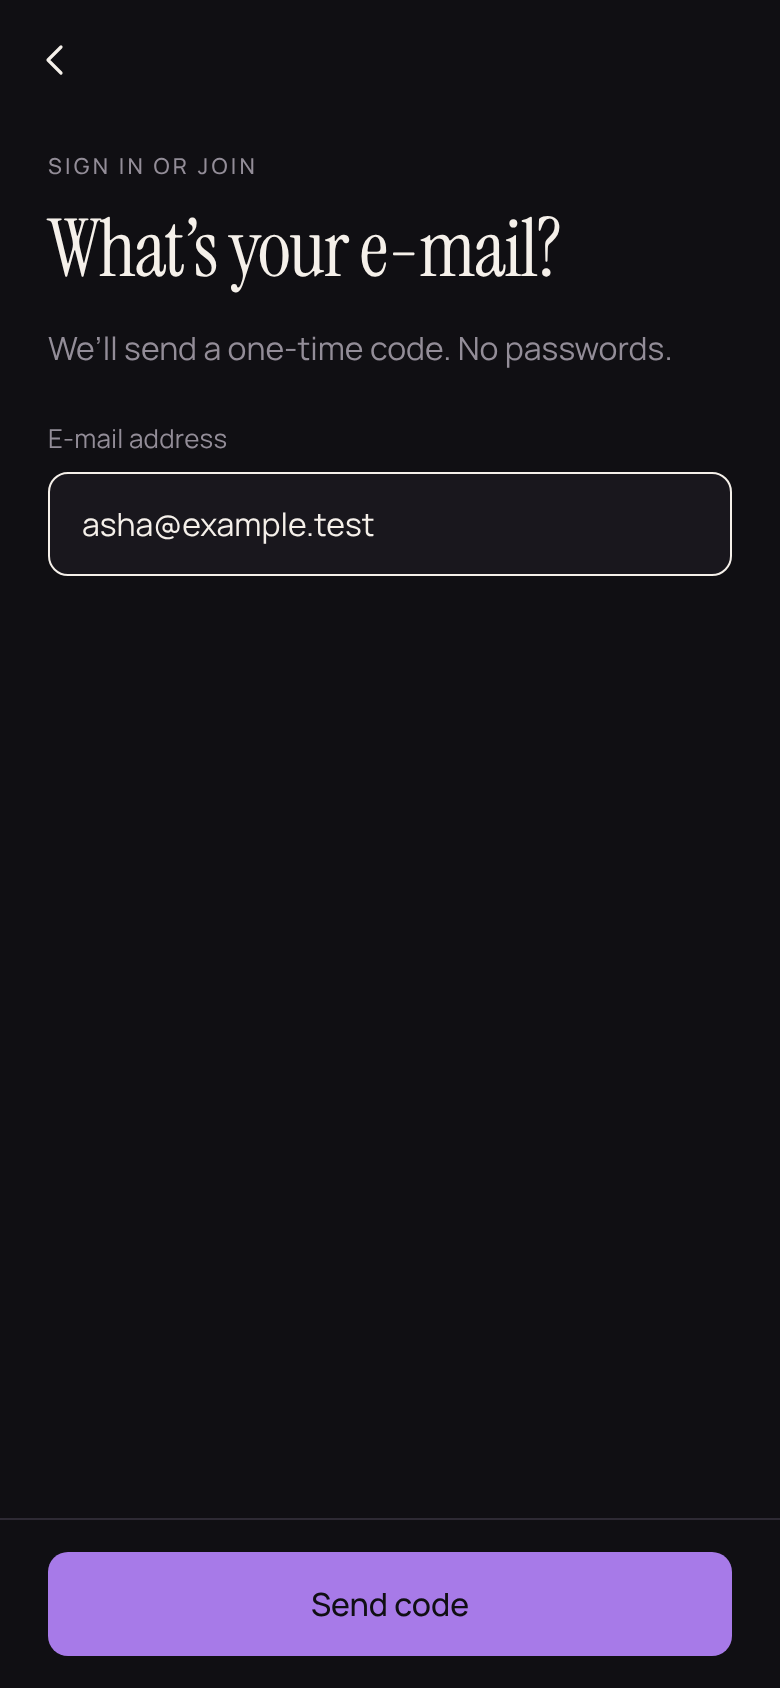 SIGN IN OR JOIN
What’s your e-mail?
We’ll send a one-time code. No passwords.
E-mail address
asha@example.test
Send code